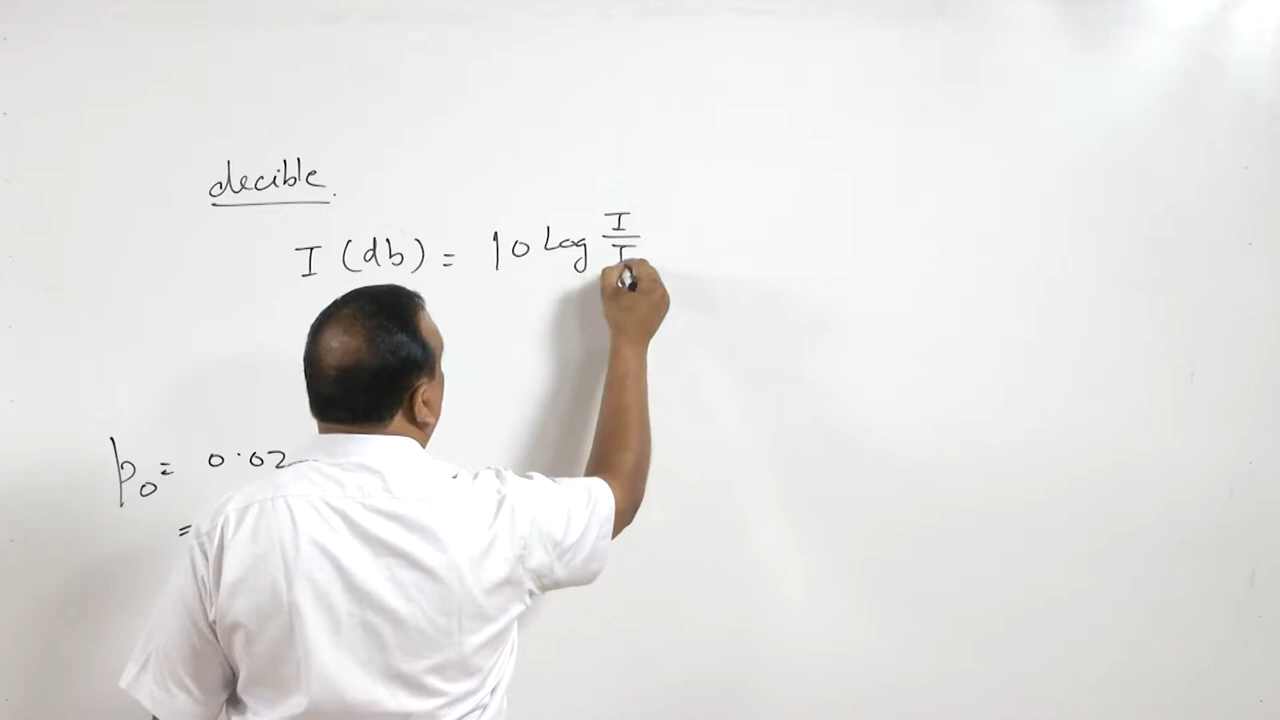 decible.
I (db) = 10 Log I/I
p₀ = 0.02
=